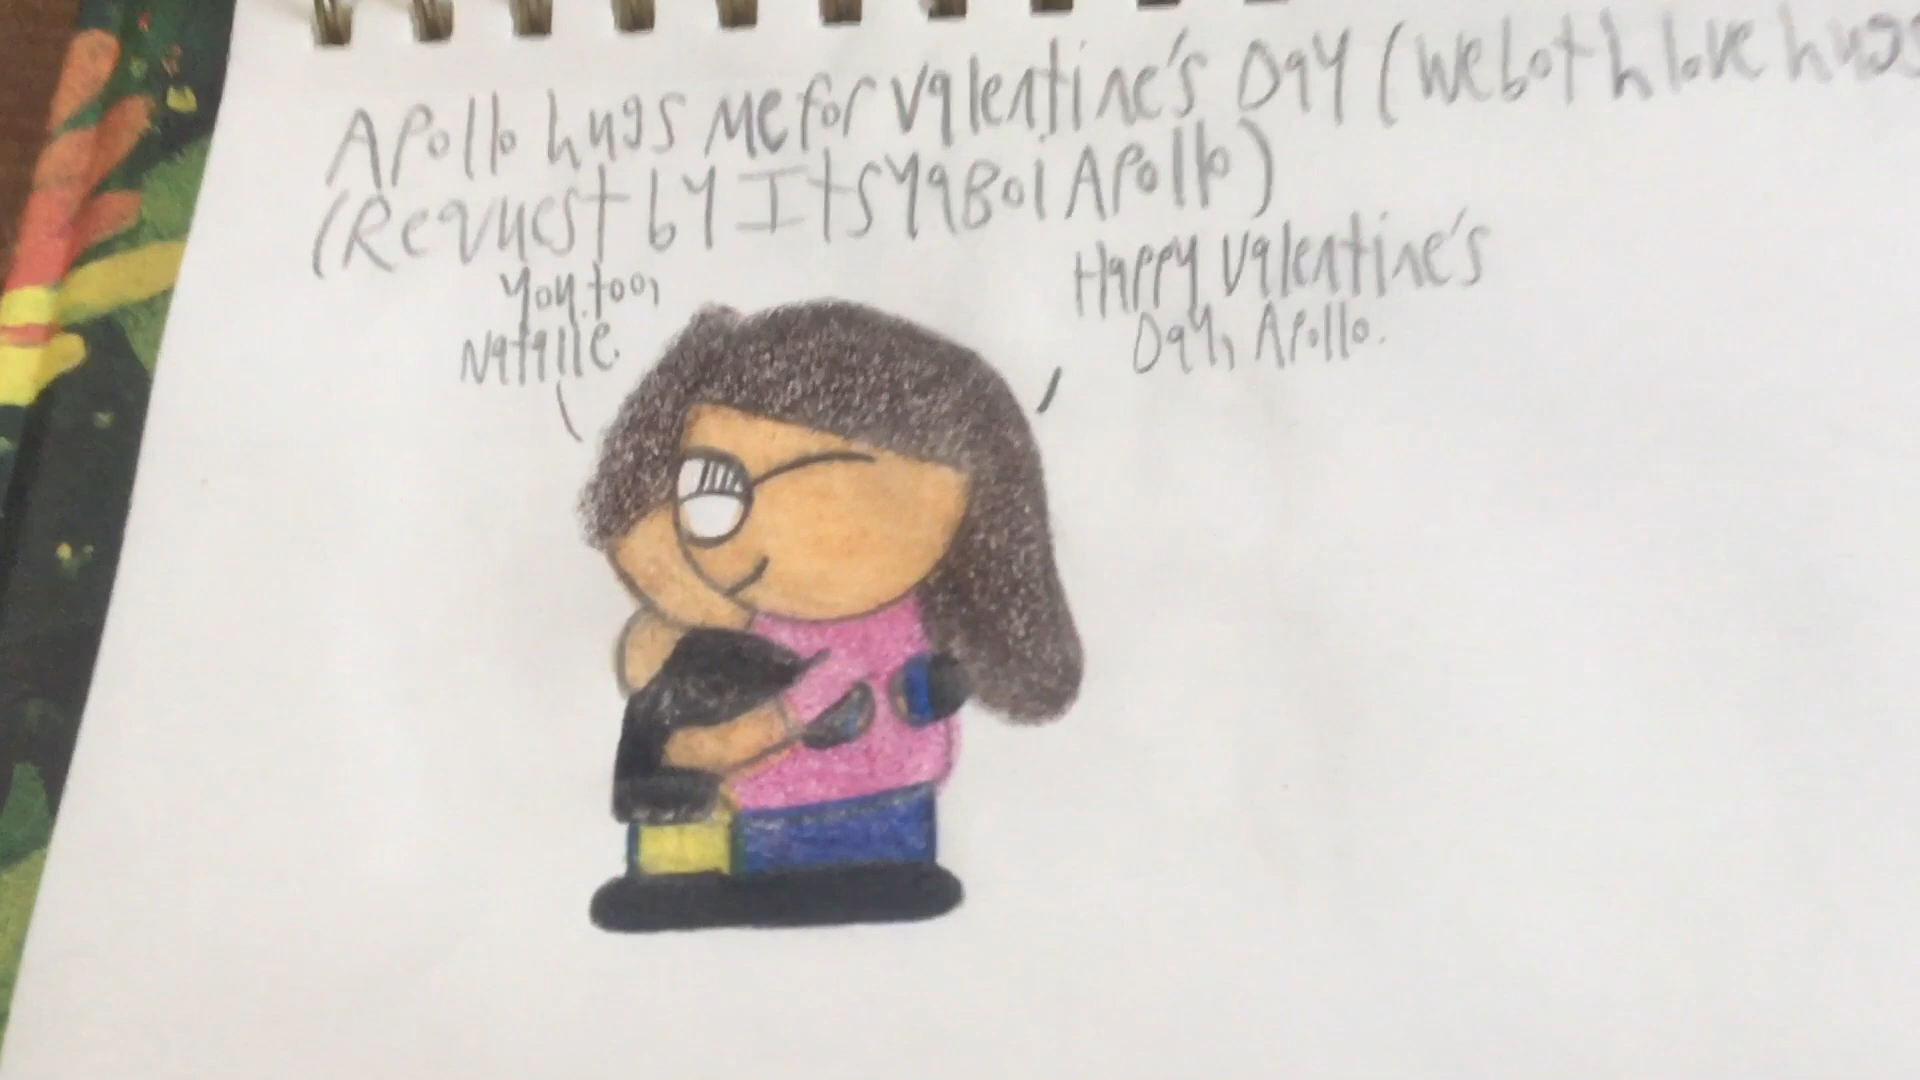 Apollo hugs me for Valentine's Day (We both love hugs
(Request by ItsYaBoiApollo)
You too,
Natalie.
Happy Valentine's
Day, Apollo.